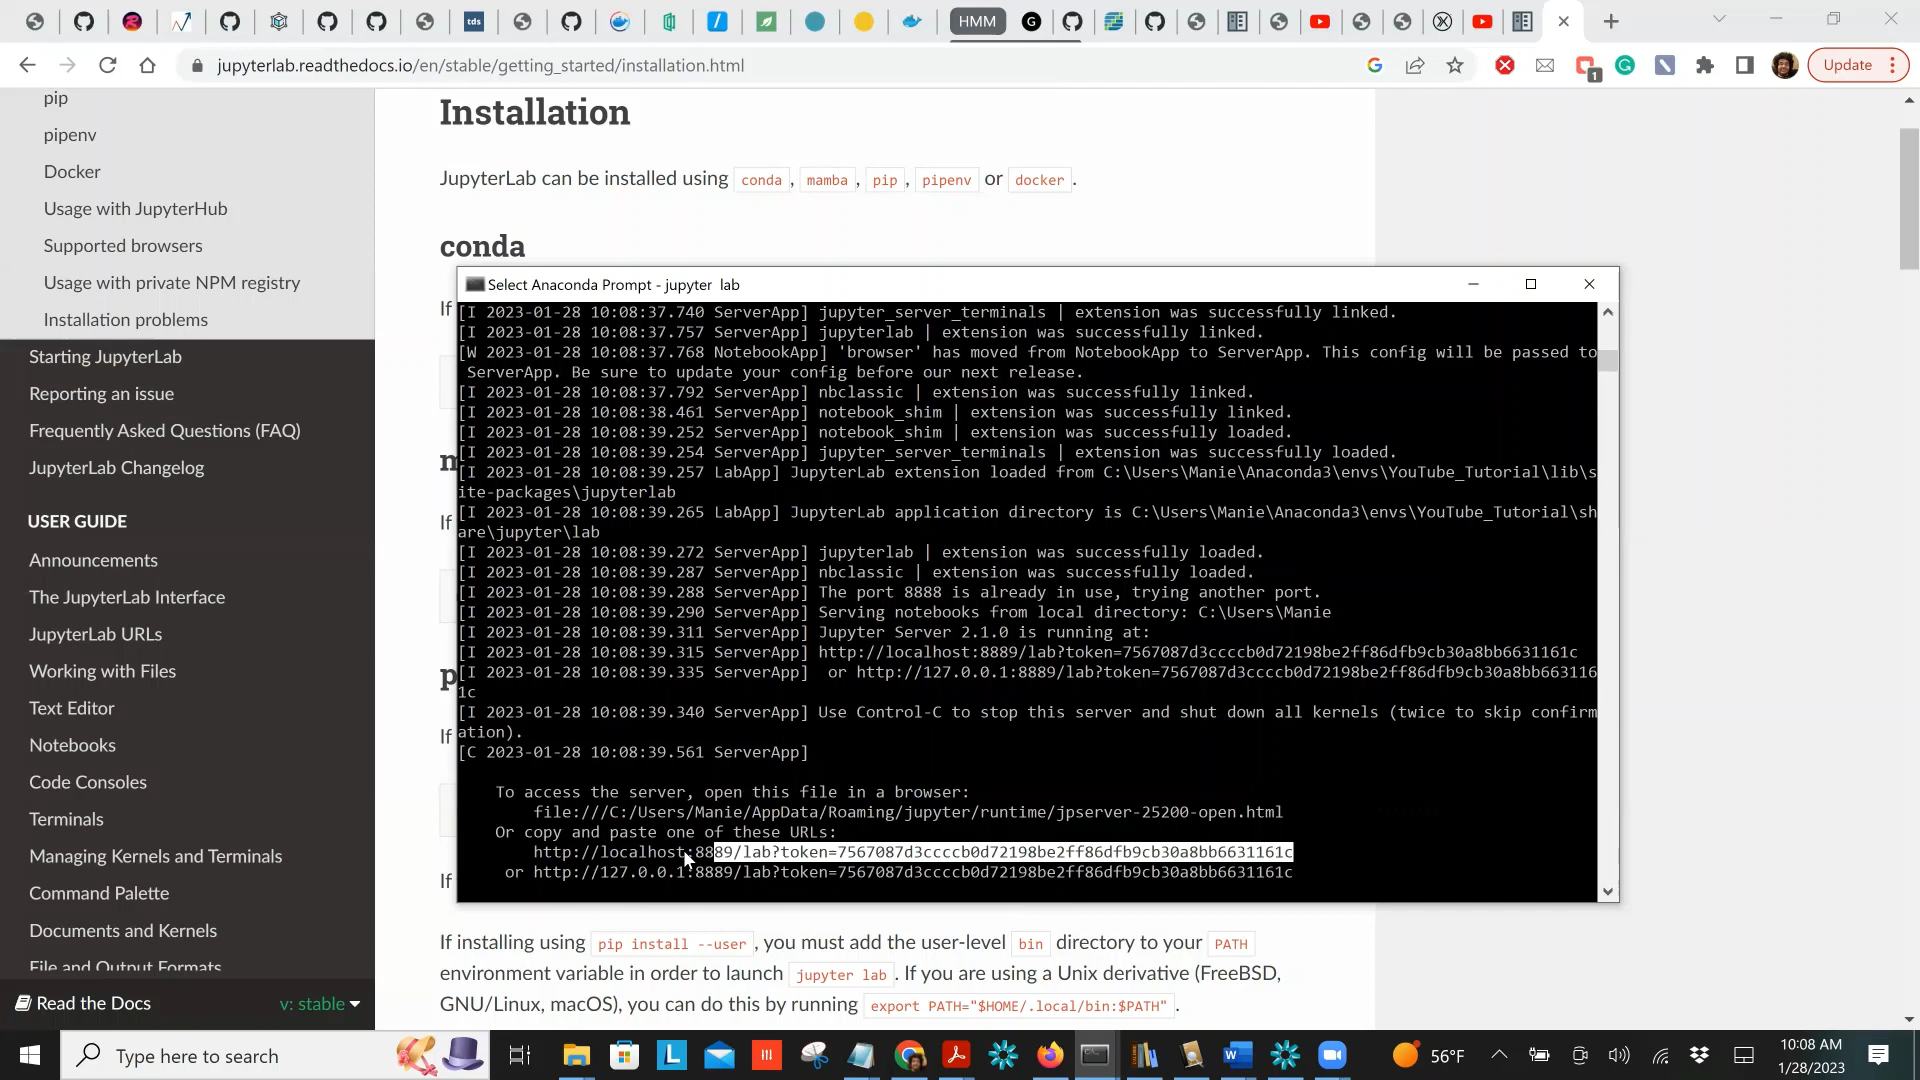 tds
HMM
G
jupyterlab.readthedocs.io/en/stable/getting_started/installation.html
1
Update
pip
pipenv
Docker
Usage with JupyterHub
Supported browsers
Usage with private NPM registry
Installation problems
Starting JupyterLab
Reporting an issue
Frequently Asked Questions (FAQ)
JupyterLab Changelog
USER GUIDE
Announcements
The JupyterLab Interface
JupyterLab URLs
Working with Files
Text Editor
Notebooks
Code Consoles
Terminals
Managing Kernels and Terminals
Command Palette
Documents and Kernels
File and Output Formats
Read the Docs
v: stable
Installation
JupyterLab can be installed using conda, mamba, pip, pipenv or docker.
conda
If
m
If
p
If
If
Select Anaconda Prompt - jupyter lab
[I 2023-01-28 10:08:37.740 ServerApp] jupyter_server_terminals | extension was successfully linked.
[I 2023-01-28 10:08:37.757 ServerApp] jupyterlab | extension was successfully linked.
[W 2023-01-28 10:08:37.768 NotebookApp] 'browser' has moved from NotebookApp to ServerApp. This config will be passed to
ServerApp. Be sure to update your config before our next release.
[I 2023-01-28 10:08:37.792 ServerApp] nbclassic | extension was successfully linked.
[I 2023-01-28 10:08:38.461 ServerApp] notebook_shim | extension was successfully linked.
[I 2023-01-28 10:08:39.252 ServerApp] notebook_shim | extension was successfully loaded.
[I 2023-01-28 10:08:39.254 ServerApp] jupyter_server_terminals | extension was successfully loaded.
[I 2023-01-28 10:08:39.257 LabApp] JupyterLab extension loaded from C:\Users\Manie\Anaconda3\envs\YouTube_Tutorial\lib\s
ite-packages\jupyterlab
[I 2023-01-28 10:08:39.265 LabApp] JupyterLab application directory is C:\Users\Manie\Anaconda3\envs\YouTube_Tutorial\sh
are\jupyter\lab
[I 2023-01-28 10:08:39.272 ServerApp] jupyterlab | extension was successfully loaded.
[I 2023-01-28 10:08:39.287 ServerApp] nbclassic | extension was successfully loaded.
[I 2023-01-28 10:08:39.288 ServerApp] The port 8888 is already in use, trying another port.
[I 2023-01-28 10:08:39.290 ServerApp] Serving notebooks from local directory: C:\Users\Manie
[I 2023-01-28 10:08:39.311 ServerApp] Jupyter Server 2.1.0 is running at:
[I 2023-01-28 10:08:39.315 ServerApp] http://localhost:8889/lab?token=7567087d3ccccb0d72198be2ff86dfb9cb30a8bb6631161c
[I 2023-01-28 10:08:39.335 ServerApp]  or http://127.0.0.1:8889/lab?token=7567087d3ccccb0d72198be2ff86dfb9cb30a8bb663116
1c
[I 2023-01-28 10:08:39.340 ServerApp] Use Control-C to stop this server and shut down all kernels (twice to skip confirm
ation).
[C 2023-01-28 10:08:39.561 ServerApp]
To access the server, open this file in a browser:
file:///C:/Users/Manie/AppData/Roaming/jupyter/runtime/jpserver-25200-open.html
Or copy and paste one of these URLs:
http://localhost:8889/lab?token=7567087d3ccccb0d72198be2ff86dfb9cb30a8bb6631161c
or http://127.0.0.1:8889/lab?token=7567087d3ccccb0d72198be2ff86dfb9cb30a8bb6631161c
If installing using pip install --user, you must add the user-level bin directory to your PATH
environment variable in order to launch jupyter lab. If you are using a Unix derivative (FreeBSD,
GNU/Linux, macOS), you can do this by running export PATH="$HOME/.local/bin:$PATH".
Type here to search
56°F
10:08 AM
1/28/2023